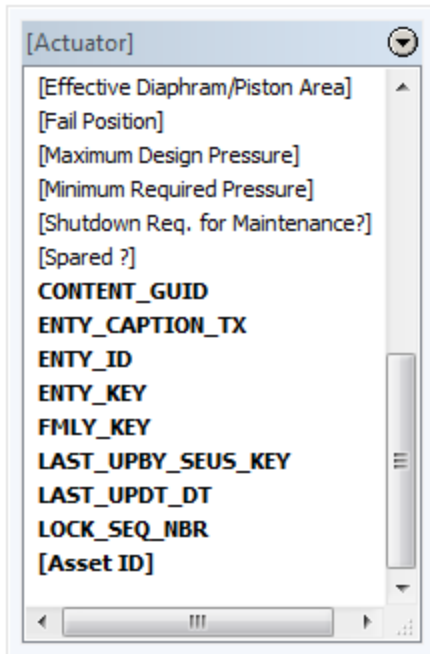 [Actuator]
[Effective Diaphram/Piston Area]
[Fail Position]
[Maximum Design Pressure]
[Minimum Required Pressure]
[Shutdown Req. for Maintenance?]
[Spared ?]
CONTENT_GUID
ENTY_CAPTION_TX
ENTY_ID
ENTY_KEY
FMLY_KEY
LAST_UPBY_SEUS_KEY
LAST_UPDT_DT
LOCK_SEQ_NBR
[Asset ID]